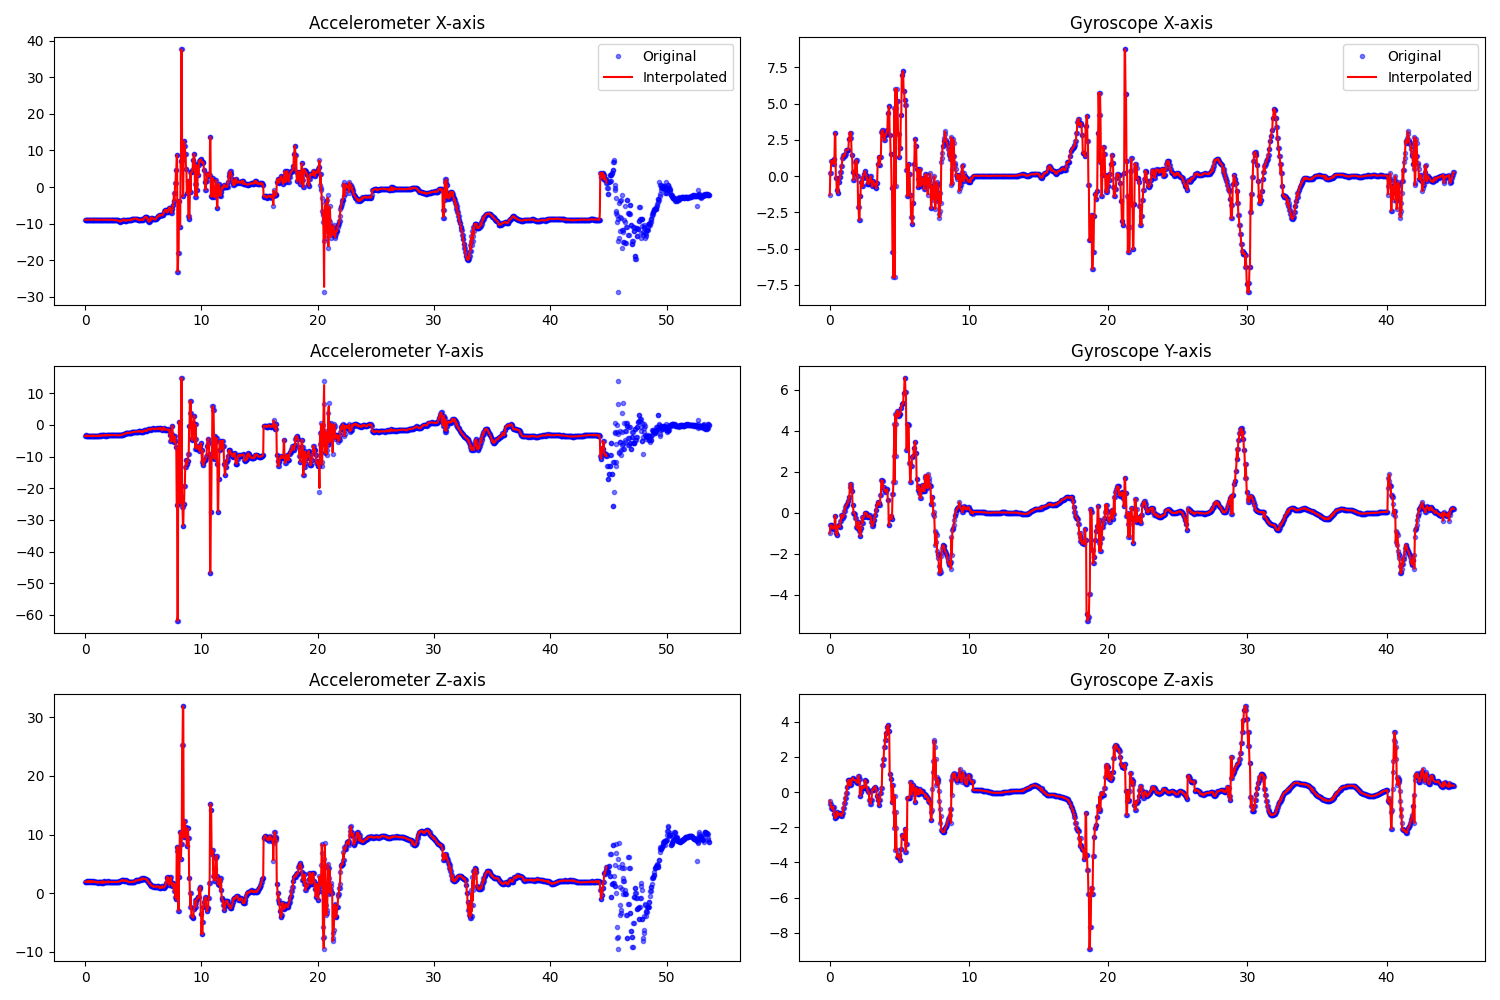 Accelerometer X-axis
40
30
20
10
0
−10
−20
−30
Original
Interpolated
0 10 20 30 40 50
Gyroscope X-axis
7.5
5.0
2.5
0.0
−2.5
−5.0
−7.5
Original
Interpolated
0 10 20 30 40
Accelerometer Y-axis
10
0
−10
−20
−30
−40
−50
−60
0 10 20 30 40 50
Gyroscope Y-axis
6
4
2
0
−2
−4
0 10 20 30 40
Accelerometer Z-axis
30
20
10
0
−10
0 10 20 30 40 50
Gyroscope Z-axis
4
2
0
−2
−4
−6
−8
0 10 20 30 40